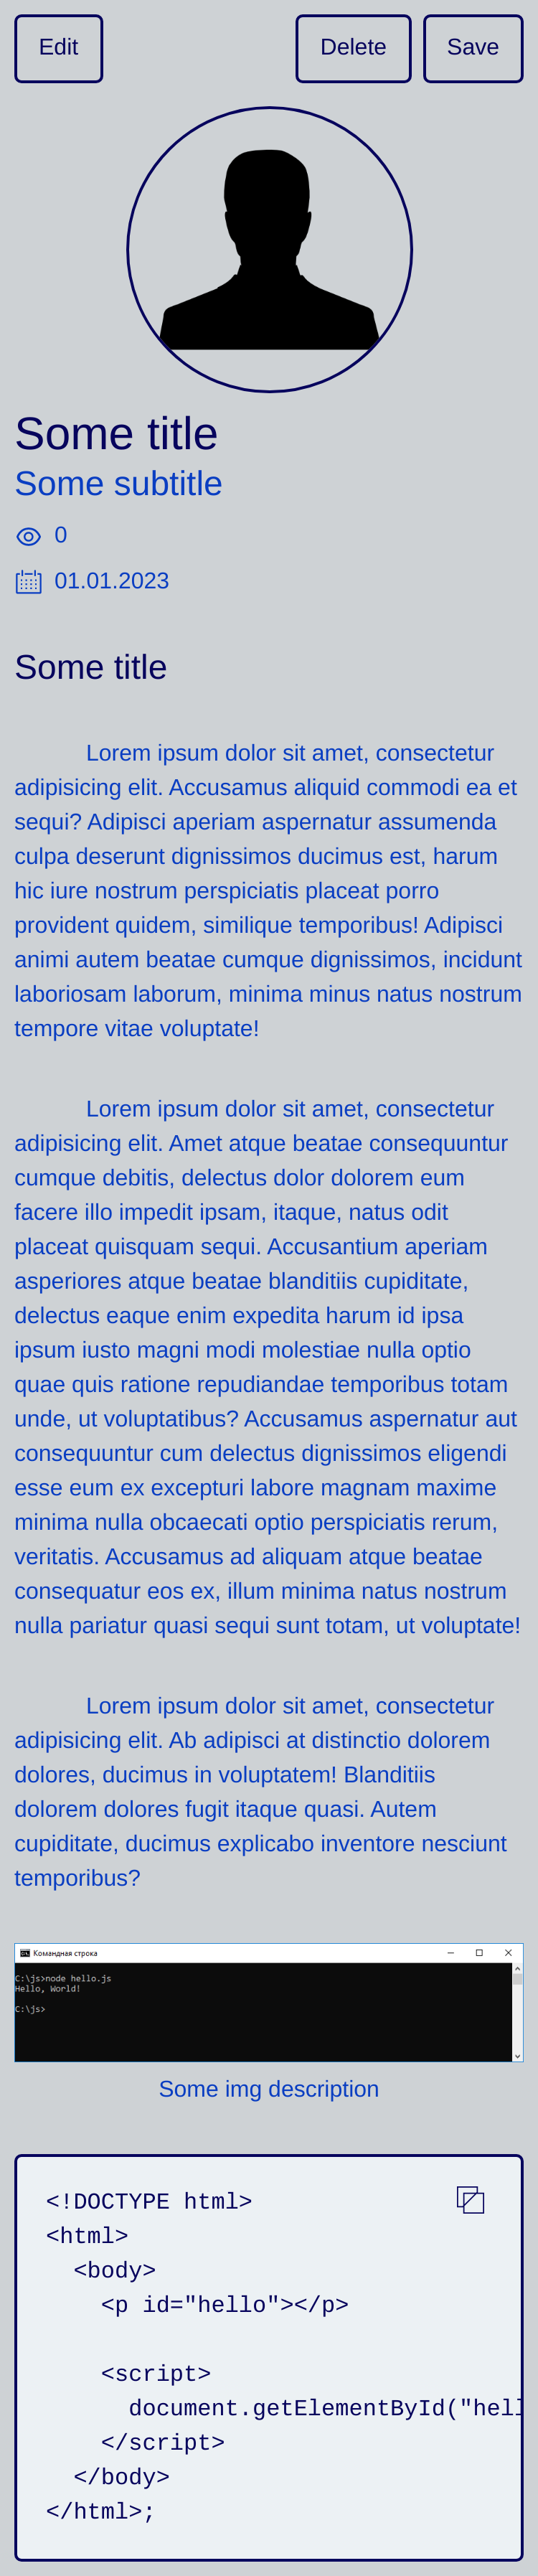 Edit Delete Save
Some title
Some subtitle
0
01.01.2023
Some title
Lorem ipsum dolor sit amet, consectetur
adipisicing elit. Accusamus aliquid commodi ea et
sequi? Adipisci aperiam aspernatur assumenda
culpa deserunt dignissimos ducimus est, harum
hic iure nostrum perspiciatis placeat porro
provident quidem, similique temporibus! Adipisci
animi autem beatae cumque dignissimos, incidunt
laboriosam laborum, minima minus natus nostrum
tempore vitae voluptate!
Lorem ipsum dolor sit amet, consectetur
adipisicing elit. Amet atque beatae consequuntur
cumque debitis, delectus dolor dolorem eum
facere illo impedit ipsam, itaque, natus odit
placeat quisquam sequi. Accusantium aperiam
asperiores atque beatae blanditiis cupiditate,
delectus eaque enim expedita harum id ipsa
ipsum iusto magni modi molestiae nulla optio
quae quis ratione repudiandae temporibus totam
unde, ut voluptatibus? Accusamus aspernatur aut
consequuntur cum delectus dignissimos eligendi
esse eum ex excepturi labore magnam maxime
minima nulla obcaecati optio perspiciatis rerum,
veritatis. Accusamus ad aliquam atque beatae
consequatur eos ex, illum minima natus nostrum
nulla pariatur quasi sequi sunt totam, ut voluptate!
Lorem ipsum dolor sit amet, consectetur
adipisicing elit. Ab adipisci at distinctio dolorem
dolores, ducimus in voluptatem! Blanditiis
dolorem dolores fugit itaque quasi. Autem
cupiditate, ducimus explicabo inventore nesciunt
temporibus?
Командная строка
C:\js>node hello.js
Hello, World!
C:\js>
Some img description
<!DOCTYPE html>
<html>
  <body>
    <p id="hello"></p>
    <script>
      document.getElementById("hell
    </script>
  </body>
</html>;